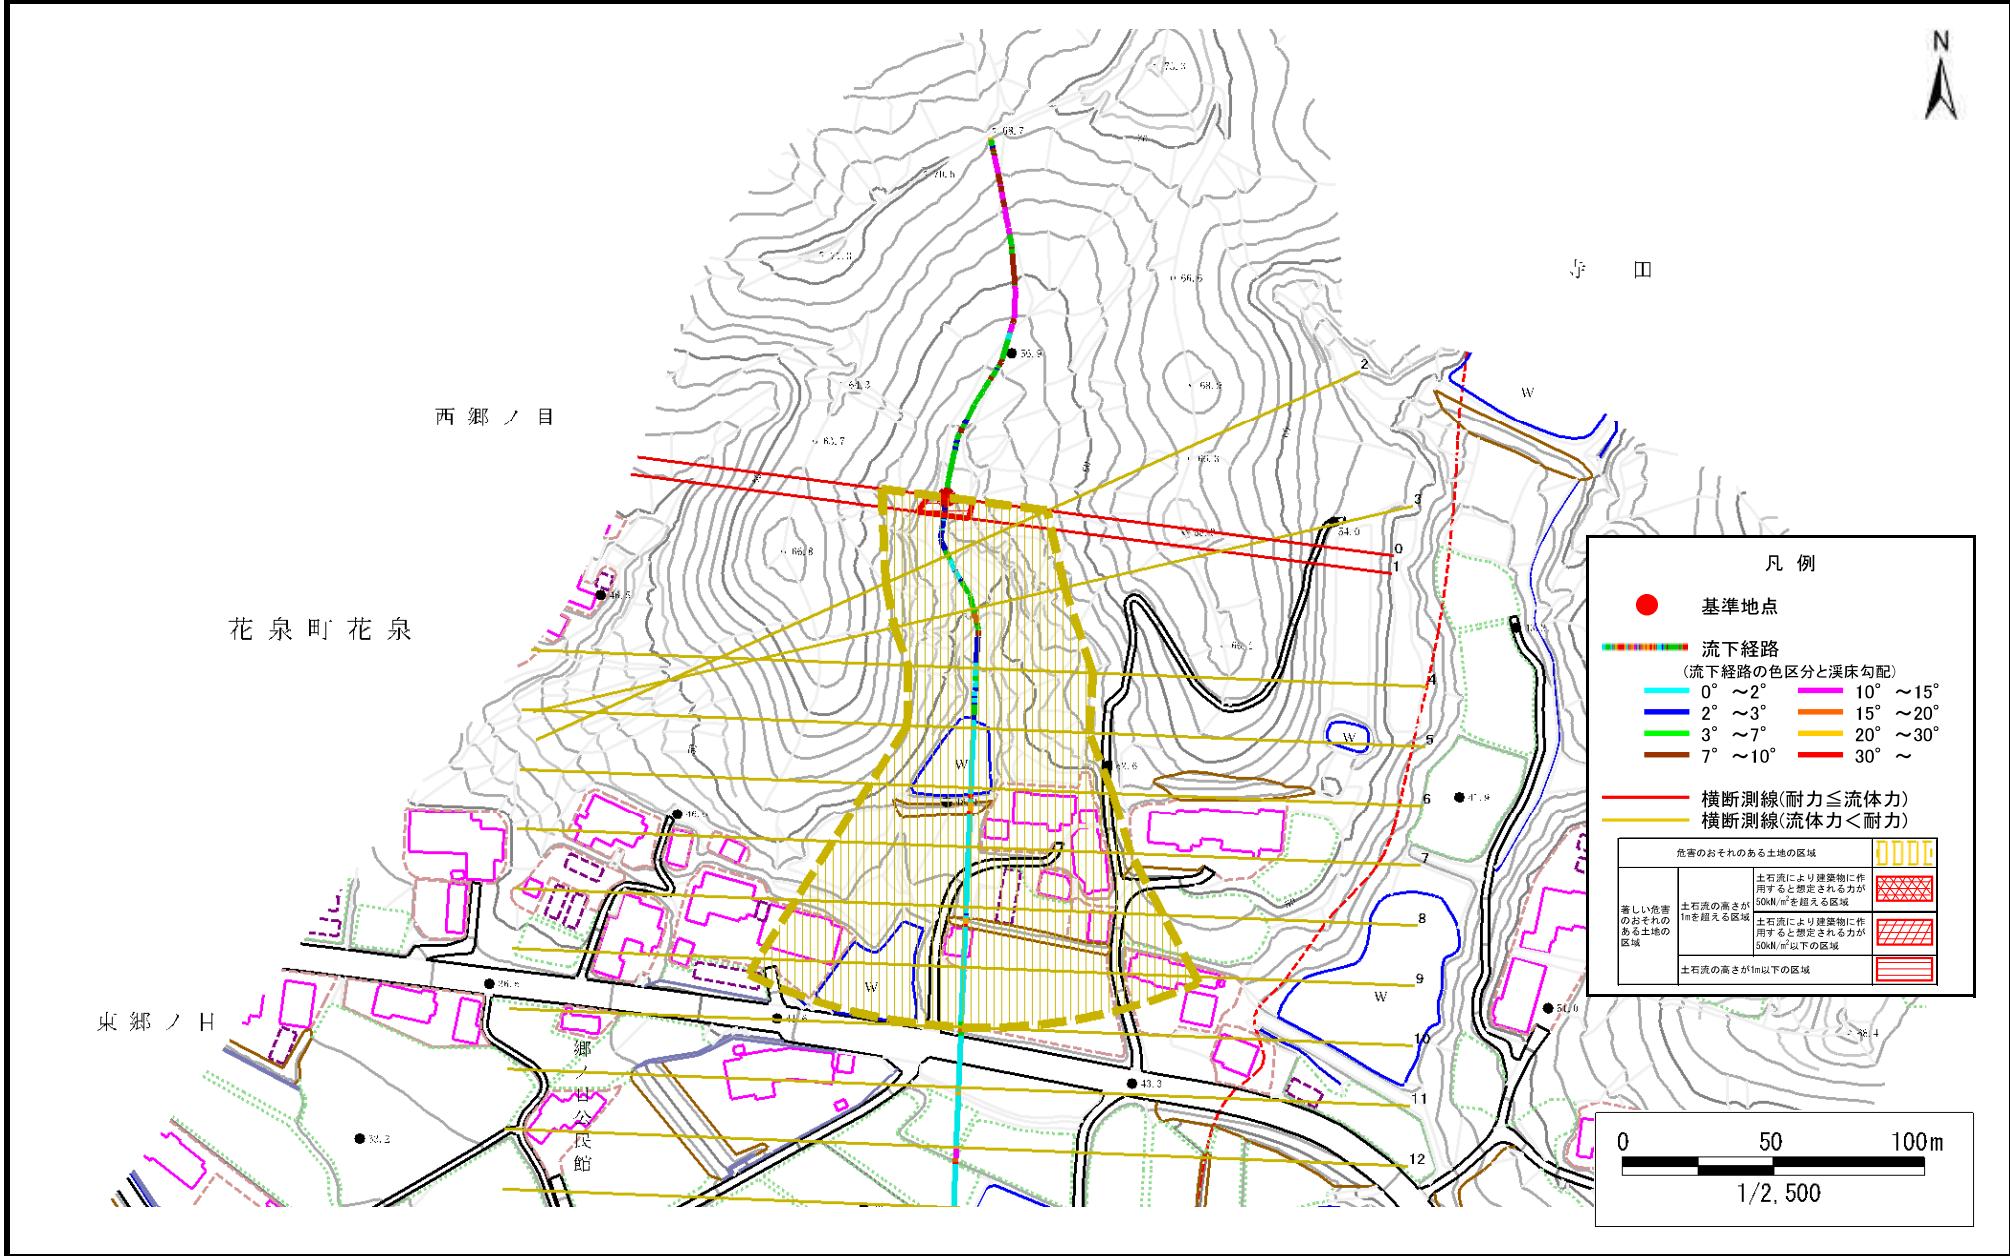 N
68.7
56.9
66.8
西郷ノ目
花泉町花泉
郷ノ目公民館
43.3
54.0
2
3
0
1
4
5
6
7
8
9
10
11
12
W
W
W
W
W
凡例
基準地点
流下経路
(流下経路の色区分と渓床勾配)
0° ～2° 10° ～15°
2° ～3° 15° ～20°
3° ～7° 20° ～30°
7° ～10° 30° ～
横断測線(耐力≦流体力)
横断測線(流体力＜耐力)
危害のおそれのある土地の区域
著しい危害
のおそれの
ある土地の
区域
土石流の高さが
1mを超える区域
土石流により建築物に作
用すると想定される力が
50kN/㎡を超える区域
土石流により建築物に作
用すると想定される力が
50kN/㎡以下の区域
土石流の高さが1m以下の区域
0 50 100m
1/2,500